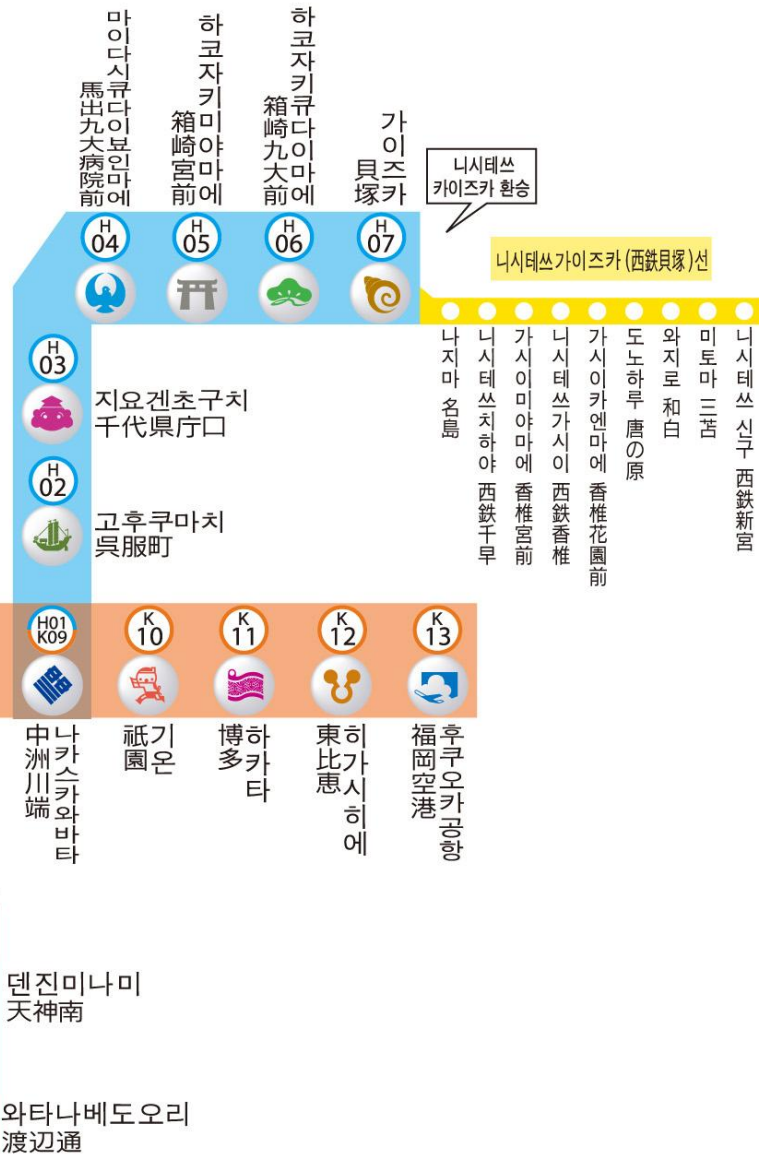 마이다시큐다이뵤인마에
馬出九大病院前
하코자키미야마에
箱崎宮前
하코자키큐다이마에
箱崎九大前
가이즈카
貝塚
니시테쓰
카이즈카 환승
H
04
H
05
H
06
H
07
니시테쓰가이즈카 (西鉄貝塚)선
나지마 名島
니시테쓰치하야 西鉄千早
가시이미야마에 香椎宮前
니시테쓰가시이 西鉄香椎
가시이카엔마에 香椎花園前
도노하루 唐の原
와지로 和白
미토마 三苫
니시테쓰 신구 西鉄新宮
H
03
지요겐초구치
千代県庁口
H
02
고후쿠마치
呉服町
H01
K09
K
10
K
11
K
12
K
13
나카스카와바타
中洲川端
기온
祇園
하카타
博多
히가시히에
東比恵
후쿠오카공항
福岡空港
덴진미나미
天神南
와타나베도오리
渡辺通